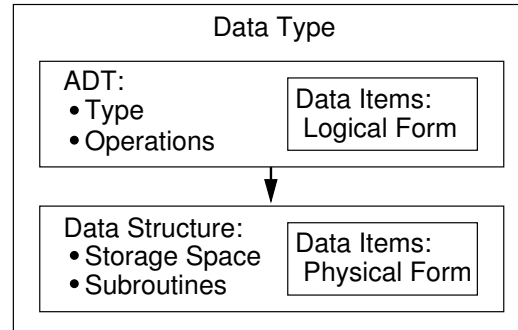 Data Type
ADT:
• Type
• Operations
Data Items:
Logical Form
Data Structure:
• Storage Space
• Subroutines
Data Items:
Physical Form